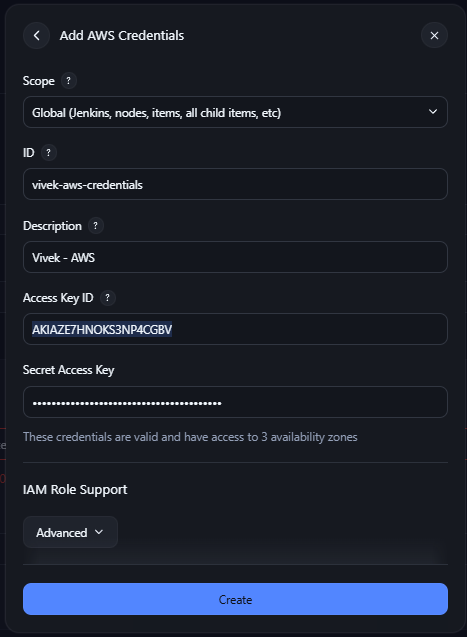 Add AWS Credentials
Scope ?
Global (Jenkins, nodes, items, all child items, etc)
ID ?
vivek-aws-credentials
Description ?
Vivek - AWS
Access Key ID ?
AKIAZE7HNOKS3NP4CGBV
Secret Access Key
••••••••••••••••••••••••••••••••••••••••
These credentials are valid and have access to 3 availability zones
IAM Role Support
Advanced
Create